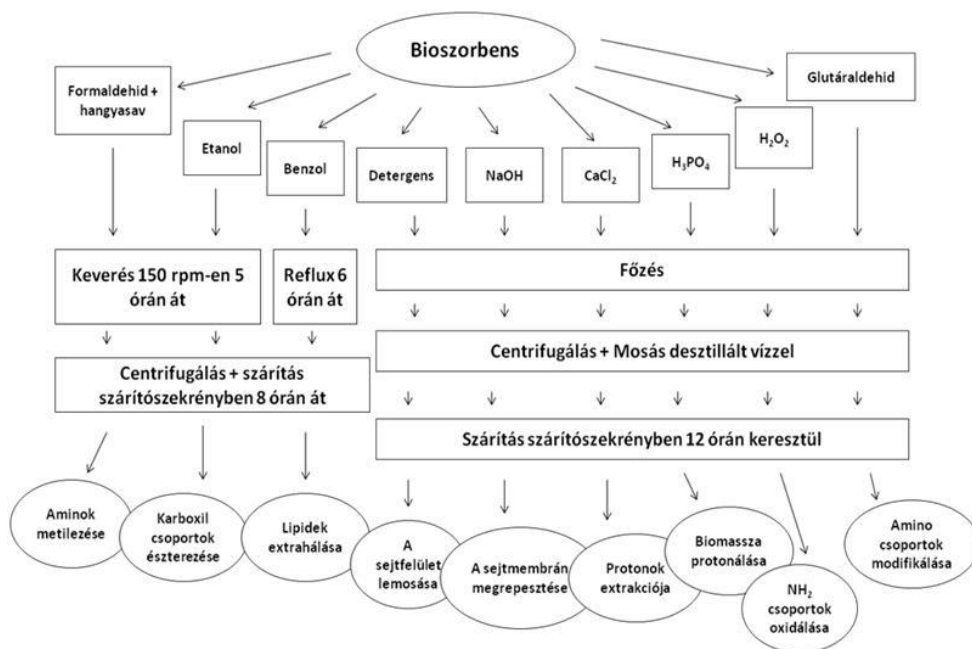 Bioszorbens
Formaldehid +
hangyasav
Etanol
Benzol
Detergens
NaOH
CaCl₂
H₃PO₄
H₂O₂
Glutáraldehid
Keverés 150 rpm-en 5
órán át
Reflux 6
órán át
Főzés
Centrifugálás + Mosás desztillált vízzel
Centrifugálás + szárítás
szárítószekrényben 8 órán át
Szárítás szárítószekrényben 12 órán keresztül
Aminok
metilezése
Karboxil
csoportok
észterezése
Lipidek
extrahálása
A
sejtfelület
lemosása
A sejtmembrán
megrepesztése
Protonok
extrakciója
Biomassza
protonálása
NH₂
csoportok
oxidálása
Amino
csoportok
modifikálása